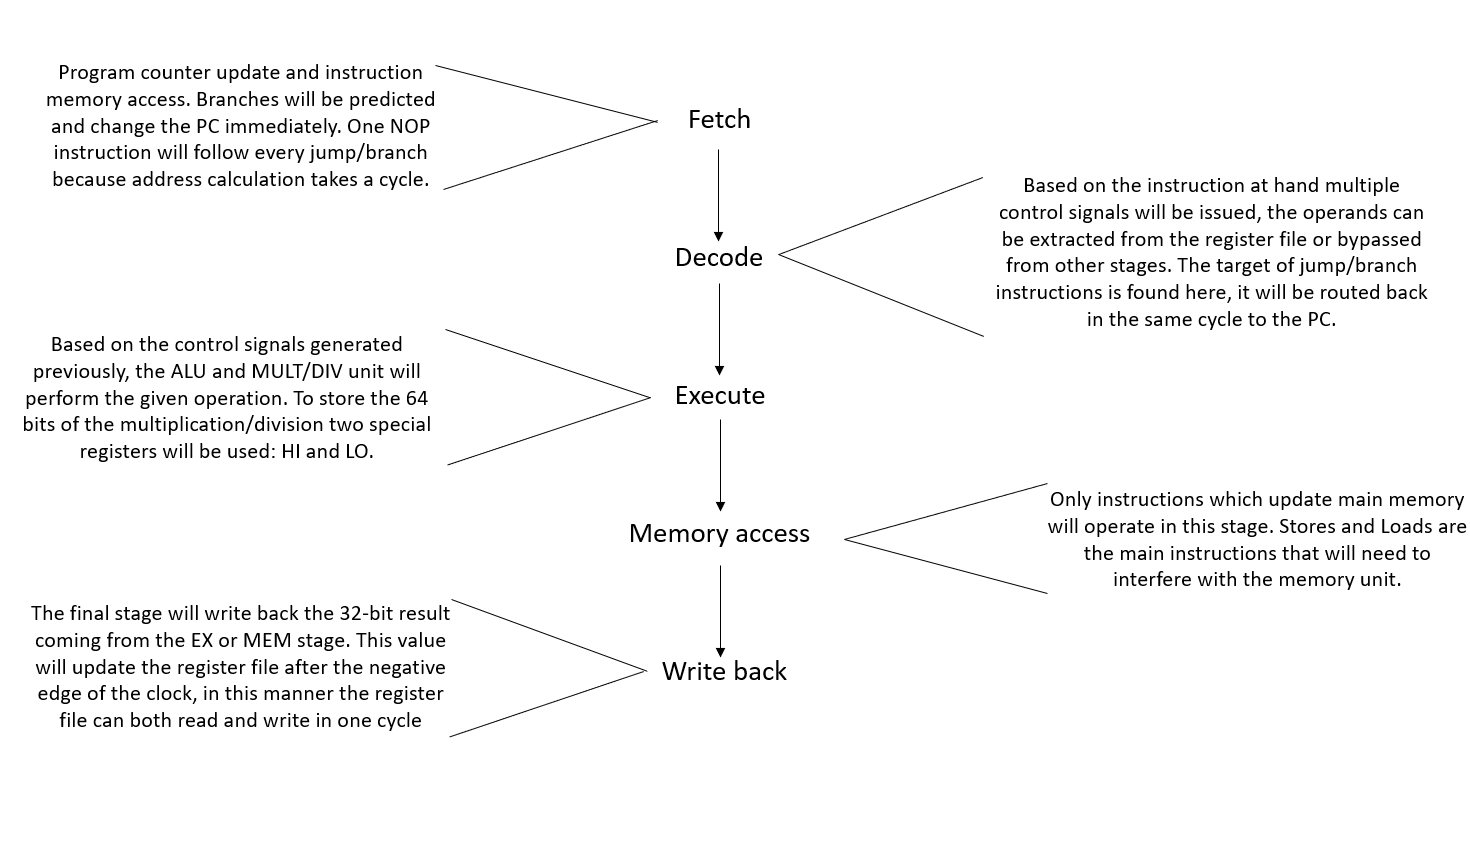 Program counter update and instruction
memory access. Branches will be predicted
and change the PC immediately. One NOP
instruction will follow every jump/branch
because address calculation takes a cycle.
Fetch
Based on the instruction at hand multiple
control signals will be issued, the operands can
be extracted from the register file or bypassed
from other stages. The target of jump/branch
instructions is found here, it will be routed back
in the same cycle to the PC.
Decode
Based on the control signals generated
previously, the ALU and MULT/DIV unit will
perform the given operation. To store the 64
bits of the multiplication/division two special
registers will be used: HI and LO.
Execute
Only instructions which update main memory
will operate in this stage. Stores and Loads are
the main instructions that will need to
interfere with the memory unit.
Memory access
The final stage will write back the 32-bit result
coming from the EX or MEM stage. This value
will update the register file after the negative
edge of the clock, in this manner the register
file can both read and write in one cycle
Write back